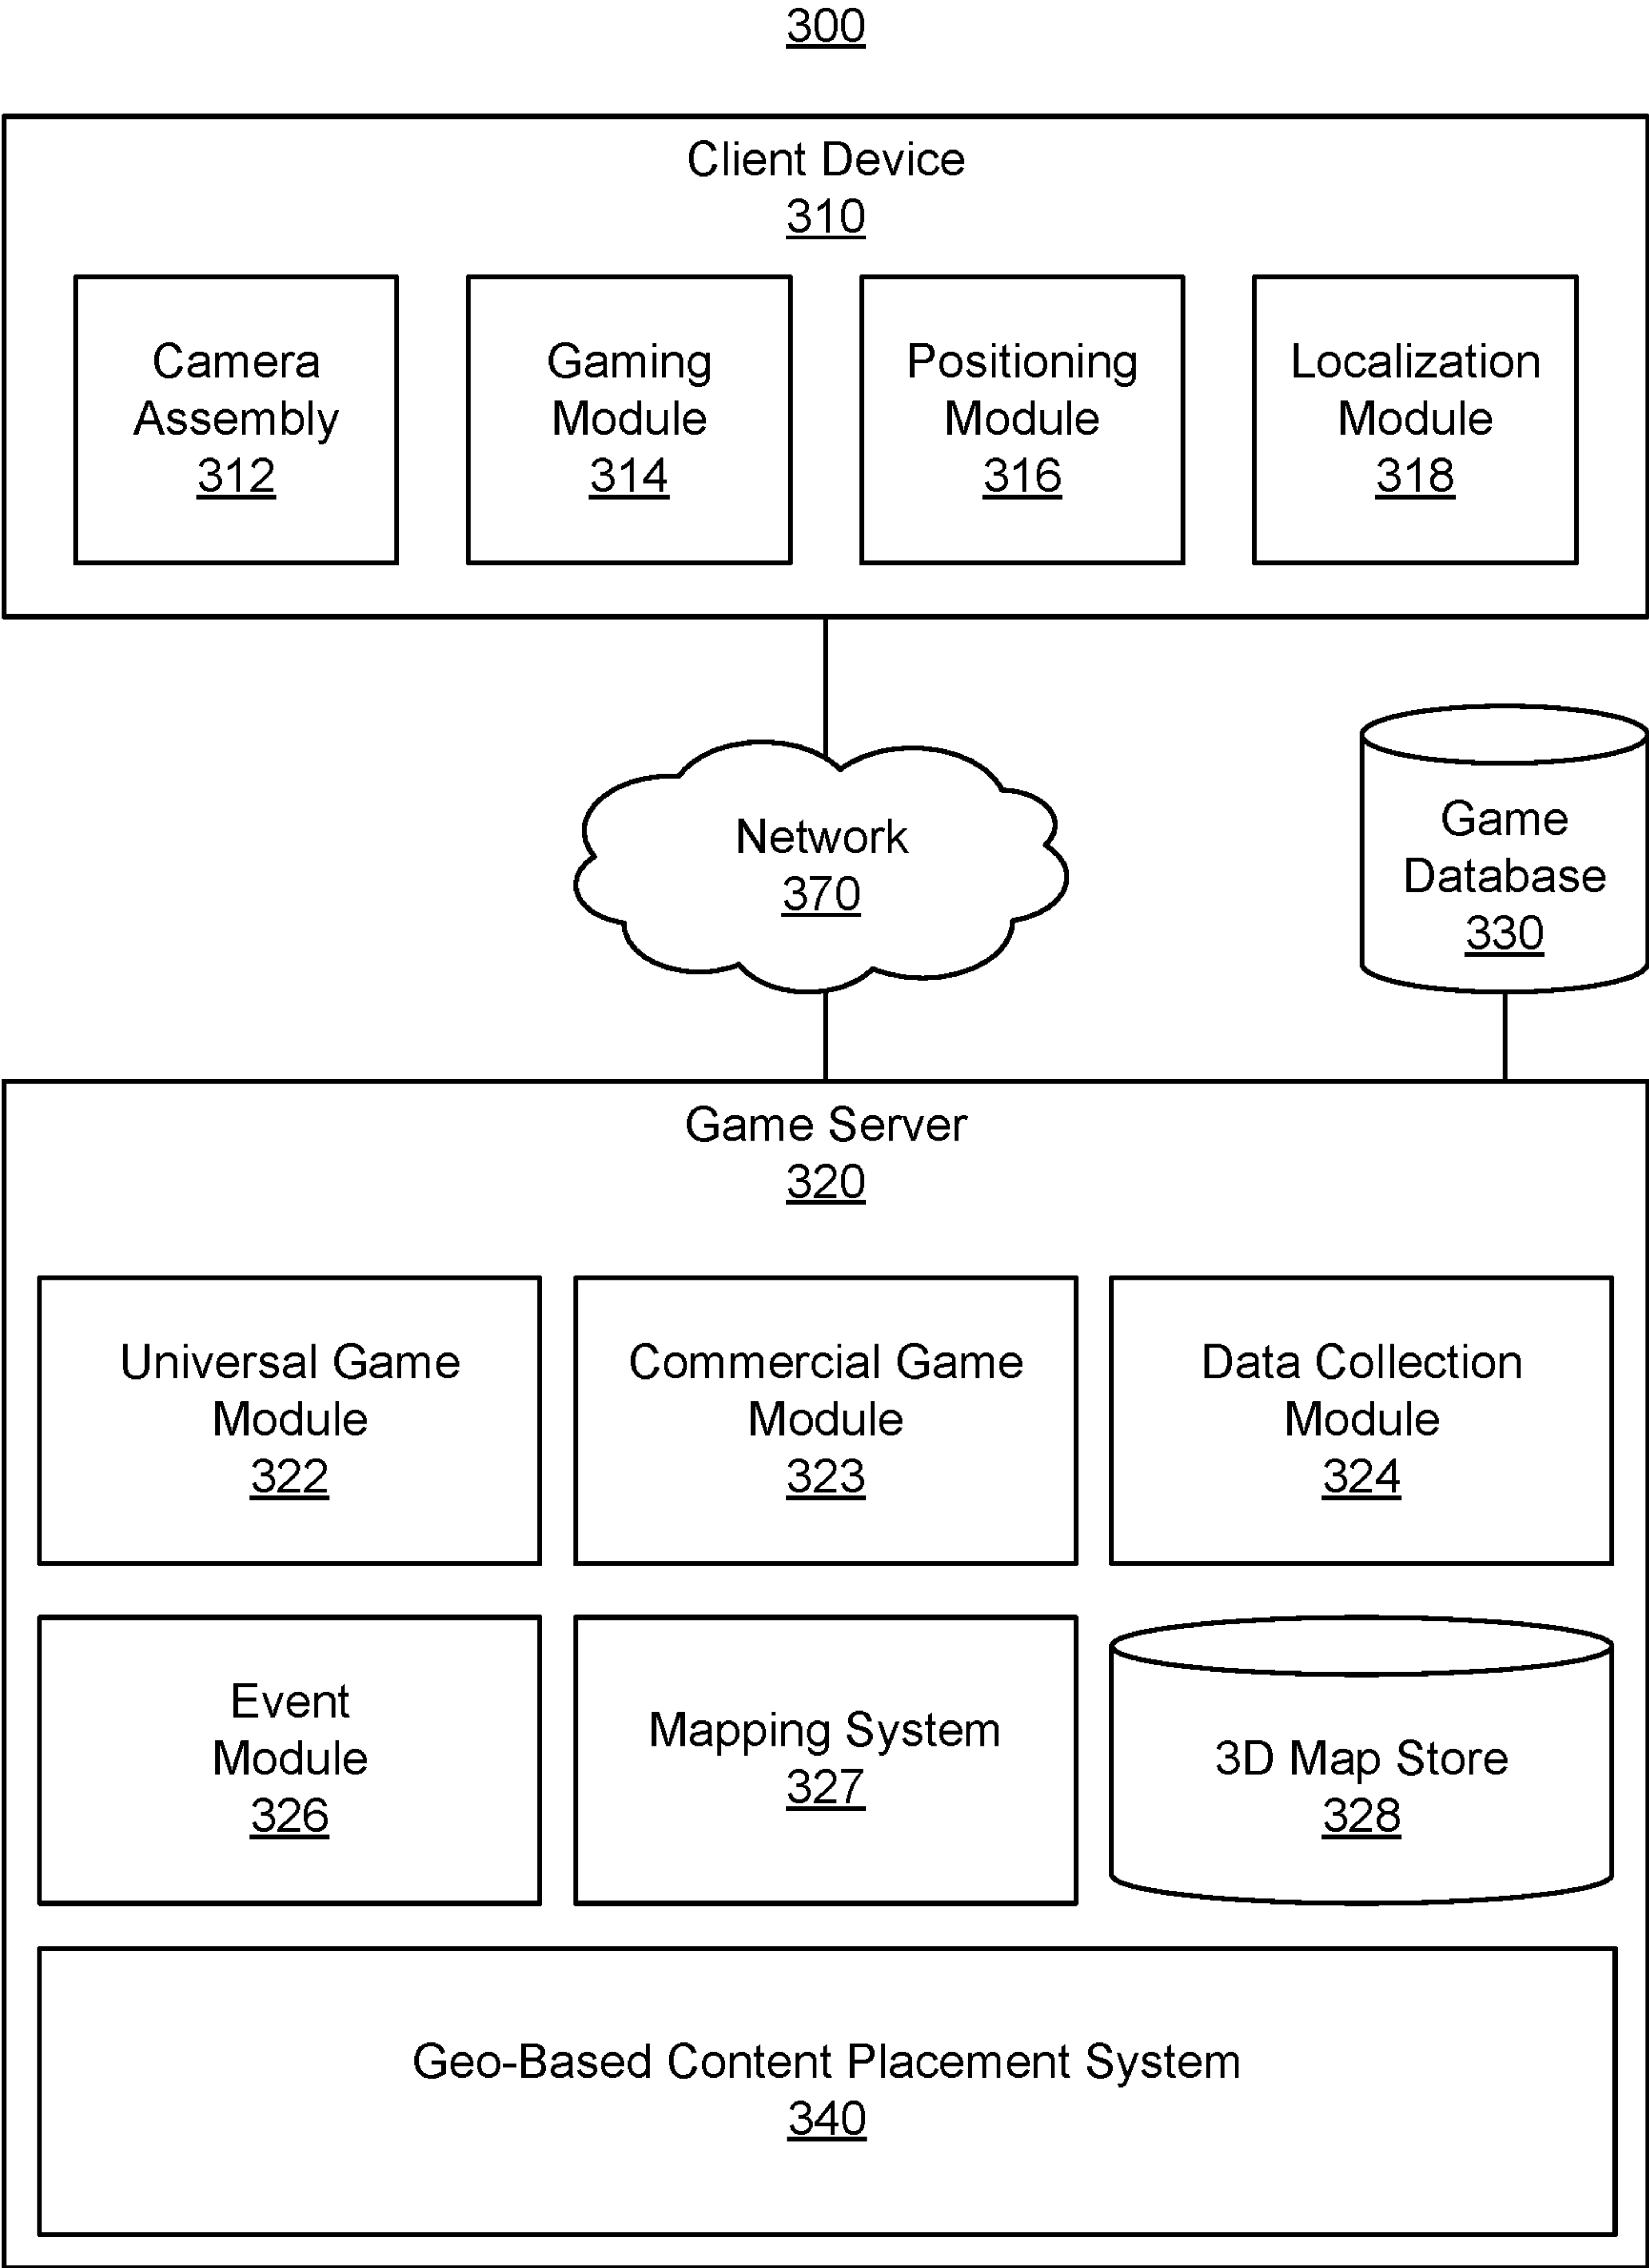 300
Client Device
310
Camera
Assembly
312
Gaming
Module
314
Positioning
Module
316
Localization
Module
318
Network
370
Game
Database
330
Game Server
320
Universal Game
Module
322
Commercial Game
Module
323
Data Collection
Module
324
Event
Module
326
Mapping System
327
3D Map Store
328
Geo-Based Content Placement System
340